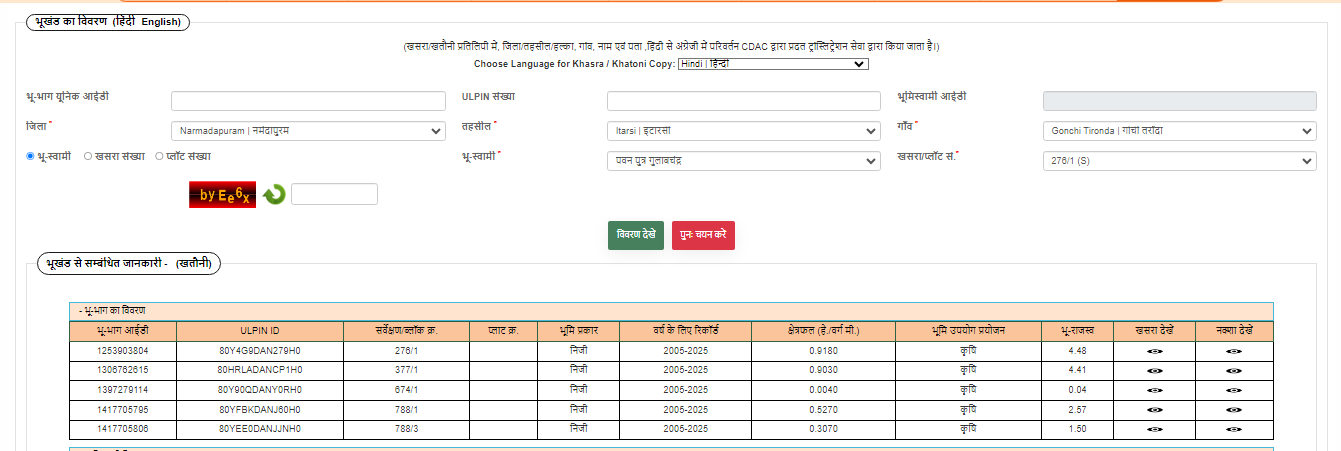 भूखंड का विवरण (हिंदी English)
(खसरा/खतौनी प्रतिलिपी में, जिला/तहसील/हल्का, गांव, नाम एवं पता ,हिंदी से अंग्रेजी में परिवर्तन CDAC द्वारा प्रदत ट्रांस्लिट्रेशन सेवा द्वारा किया जाता है।)
Choose Language for Khasra / Khatoni Copy: Hindi | हिन्दी
भू-भाग यूनिक आईडी ULPIN संख्या भूमिस्वामी आईडी
जिला * Narmadapuram | नर्मदापुरम तहसील * Itarsi | इटारसी गाँव * Gonchi Tironda | गोंची तरोंदा
भू-स्वामी खसरा संख्या प्लॉट संख्या भू-स्वामी * पवन पुत्र गुलाबचंद्र खसरा/प्लॉट सं.* 276/1 (S)
by Ee6x
विवरण देखे पुनः चयन करे
भूखंड से सम्बंधित जानकारी - (खतौनी)
- भू-भाग का विवरण
भू-भाग आईडी ULPIN ID सर्वेक्षण/ब्लॉक क्र. प्लाट क्र. भूमि प्रकार वर्ष के लिए रिकॉर्ड क्षेत्रफल (हे./वर्ग मी.) भूमि उपयोग प्रयोजन भू-राजस्व खसरा देखें नक्शा देखें
1253903804 80Y4G9DAN279H0 276/1 निजी 2005-2025 0.9180 कृषि 4.48
1306762615 80HRLADANCP1H0 377/1 निजी 2005-2025 0.9030 कृषि 4.41
1397279114 80Y90QDANY0RH0 674/1 निजी 2005-2025 0.0040 कृषि 0.04
1417705795 80YFBKDANJ60H0 788/1 निजी 2005-2025 0.5270 कृषि 2.57
1417705806 80YEE0DANJJNH0 788/3 निजी 2005-2025 0.3070 कृषि 1.50